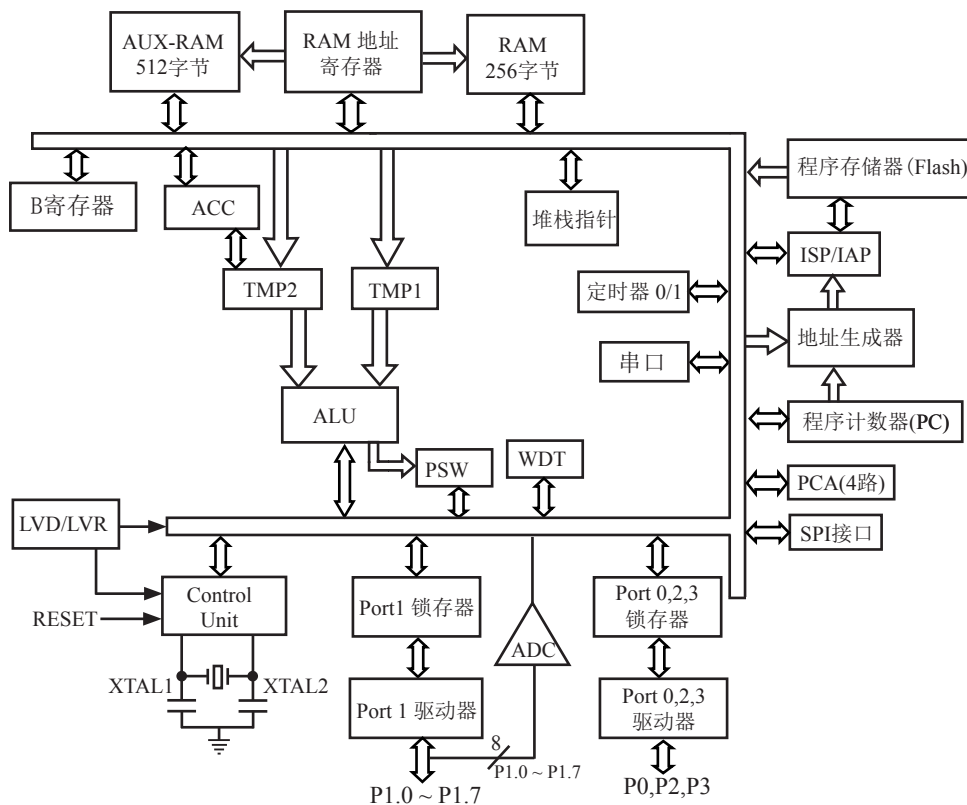 AUX-RAM
512字节
RAM 地址
寄存器
RAM
256字节
B寄存器
ACC
堆栈指针
程序存储器(Flash)
ISP/IAP
TMP2
TMP1
定时器 0/1
地址生成器
串口
ALU
程序计数器(PC)
PSW
WDT
PCA(4路)
LVD/LVR
SPI接口
Control
Unit
RESET
Port1 锁存器
ADC
Port 0,2,3
锁存器
XTAL1
XTAL2
Port 1 驱动器
Port 0,2,3
驱动器
8
P1.0 ~ P1.7
P1.0 ~ P1.7
P0,P2,P3